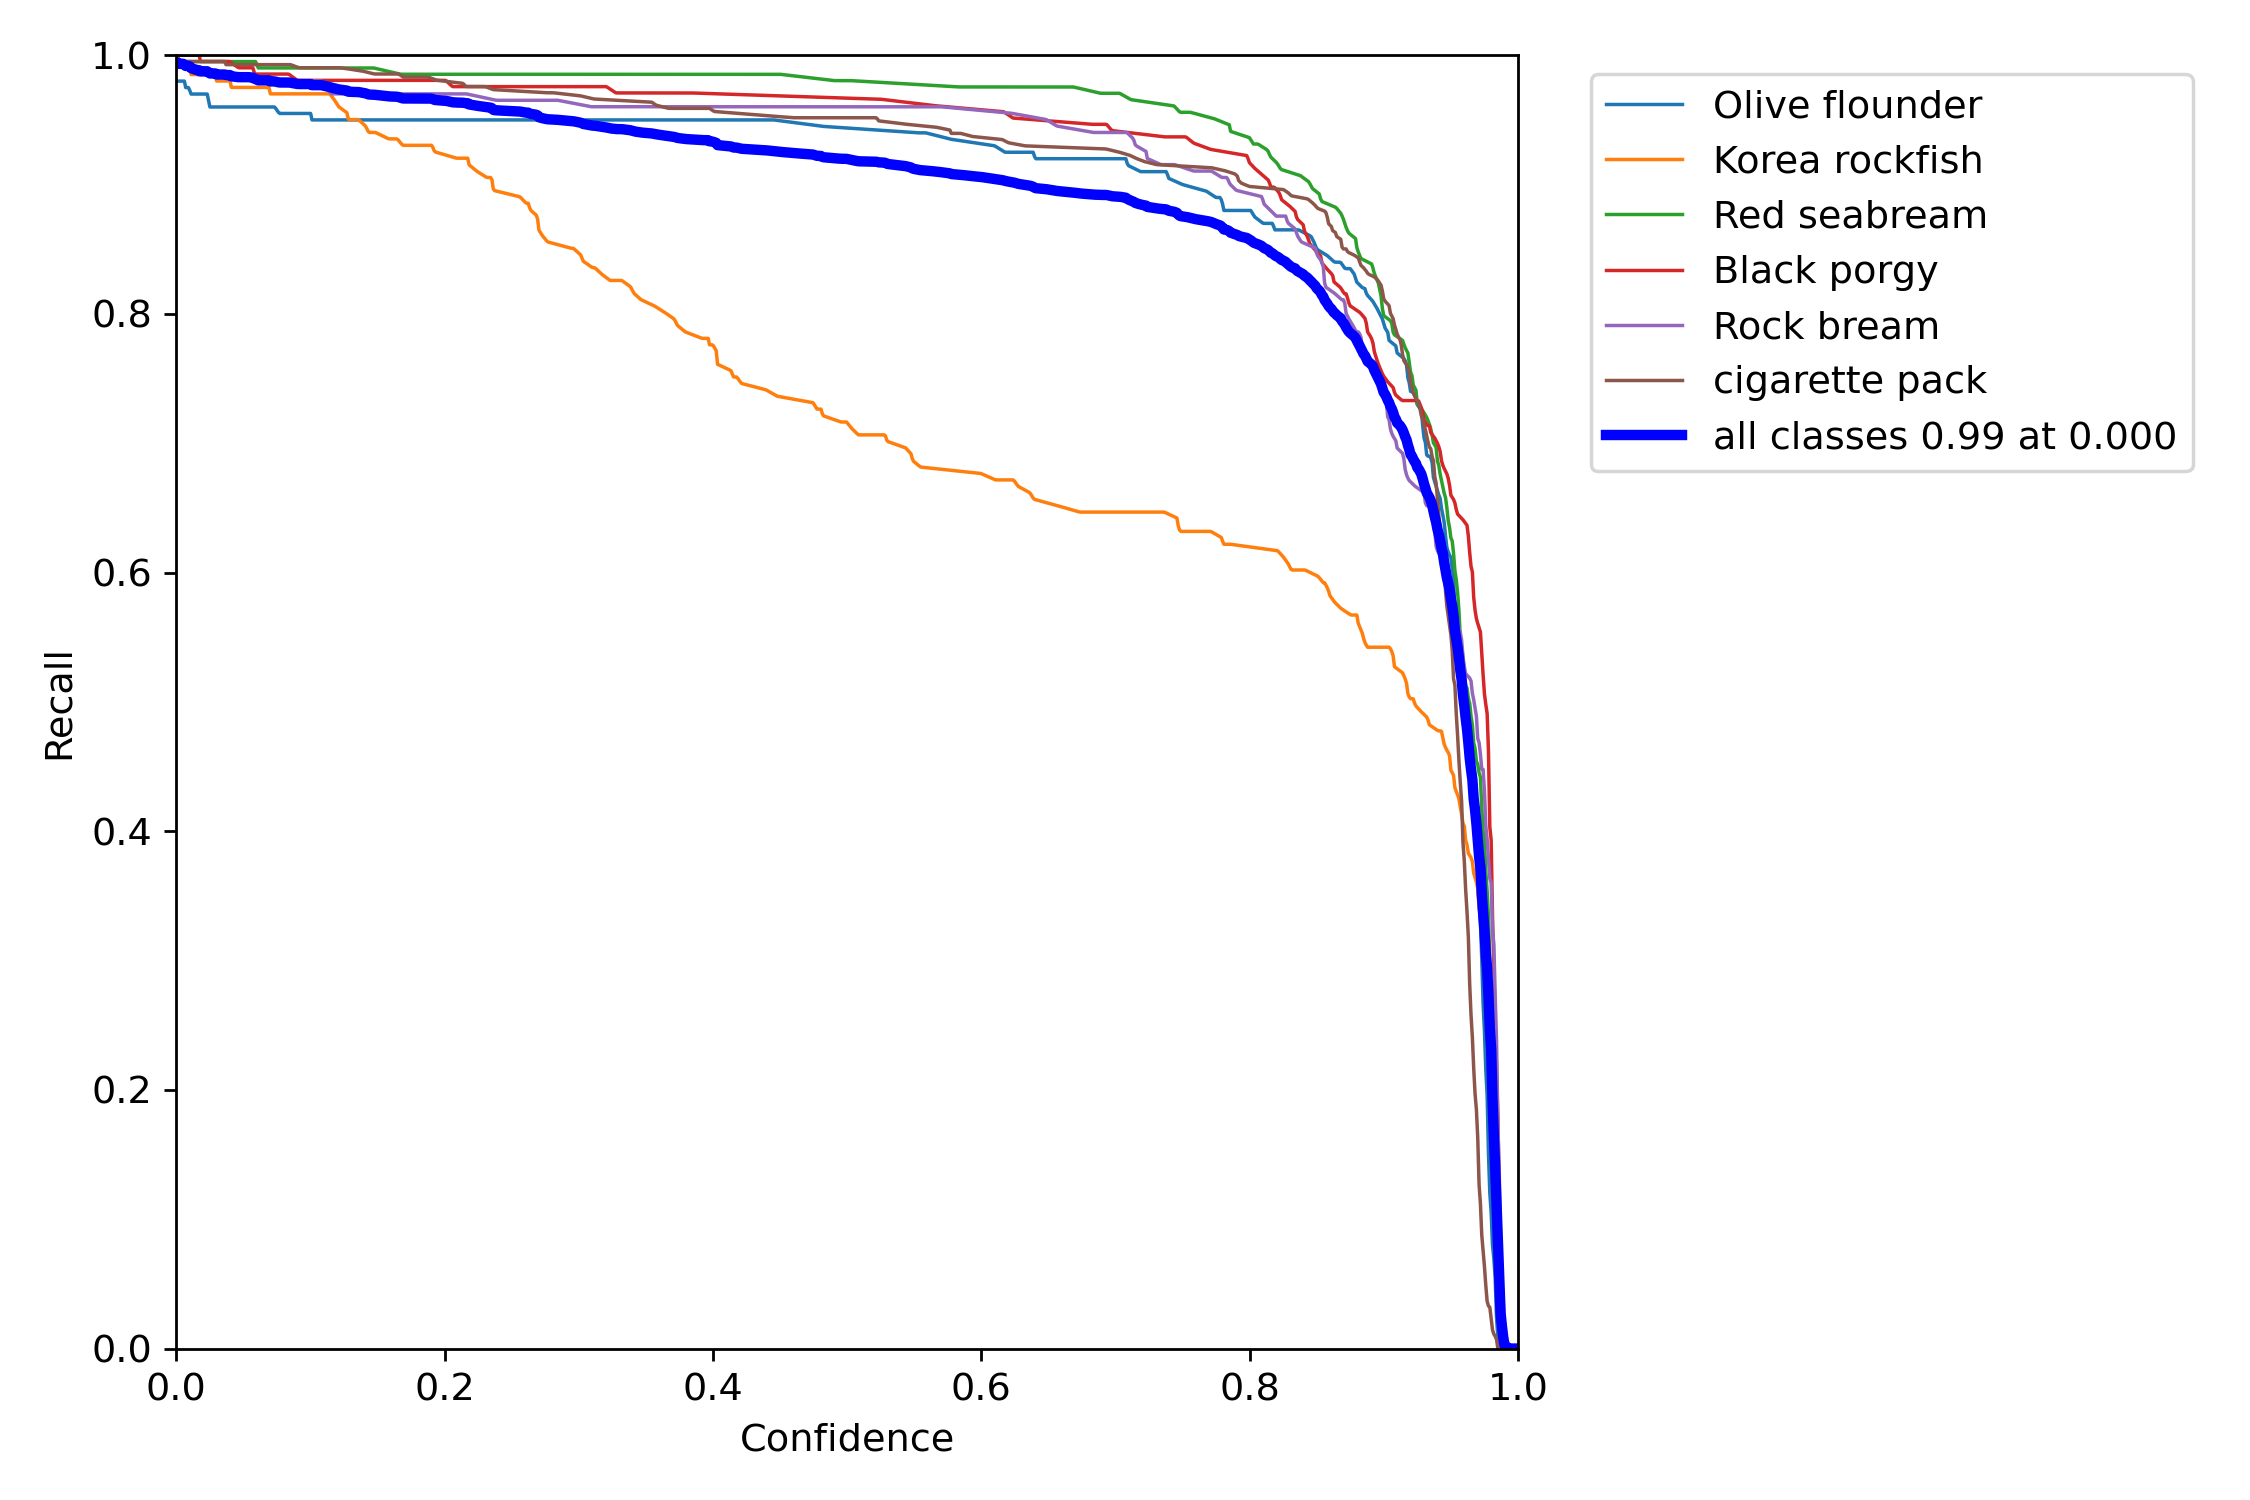 1.0
0.8
0.6
0.4
0.2
0.0
0.0 0.2 0.4 0.6 0.8 1.0
Recall
Confidence
Olive flounder
Korea rockfish
Red seabream
Black porgy
Rock bream
cigarette pack
all classes 0.99 at 0.000